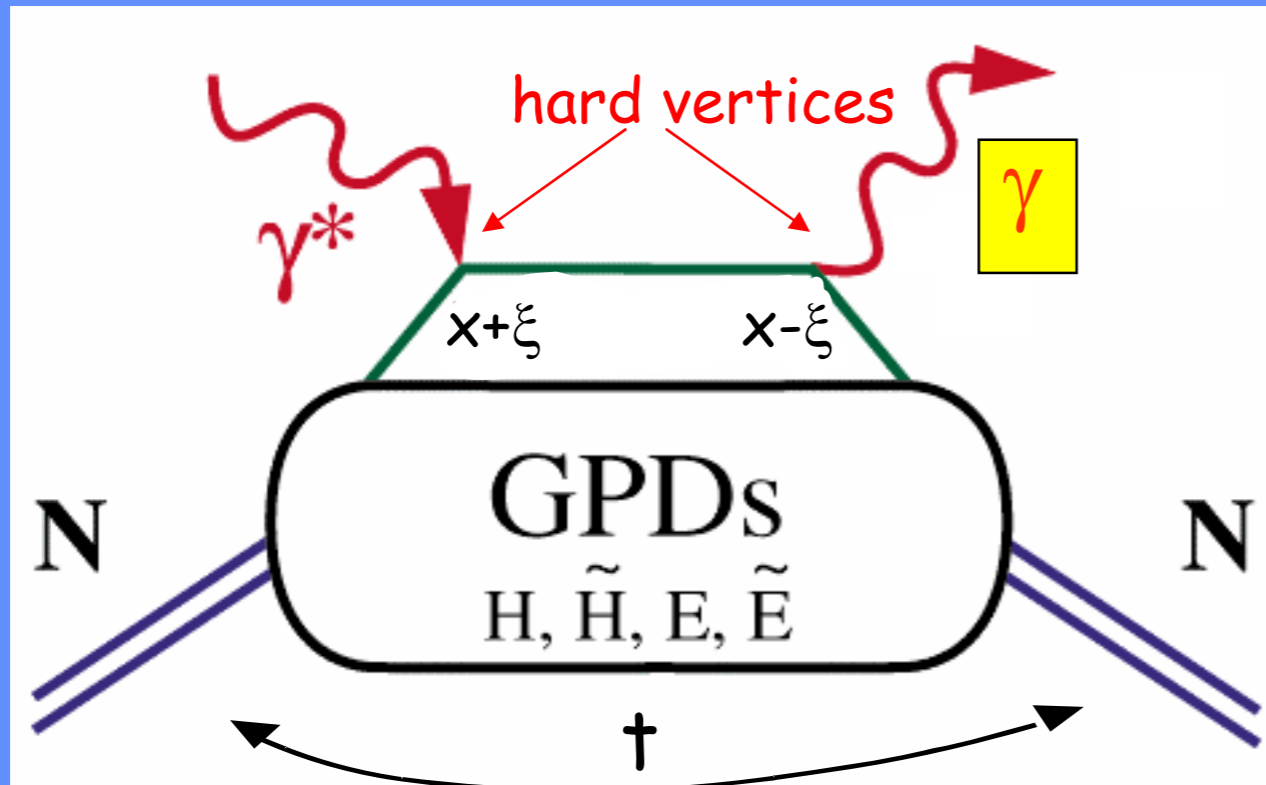 hard vertices
γ*
γ
x+ξ x-ξ
GPDs
H, H̃, E, Ẽ
N N
t